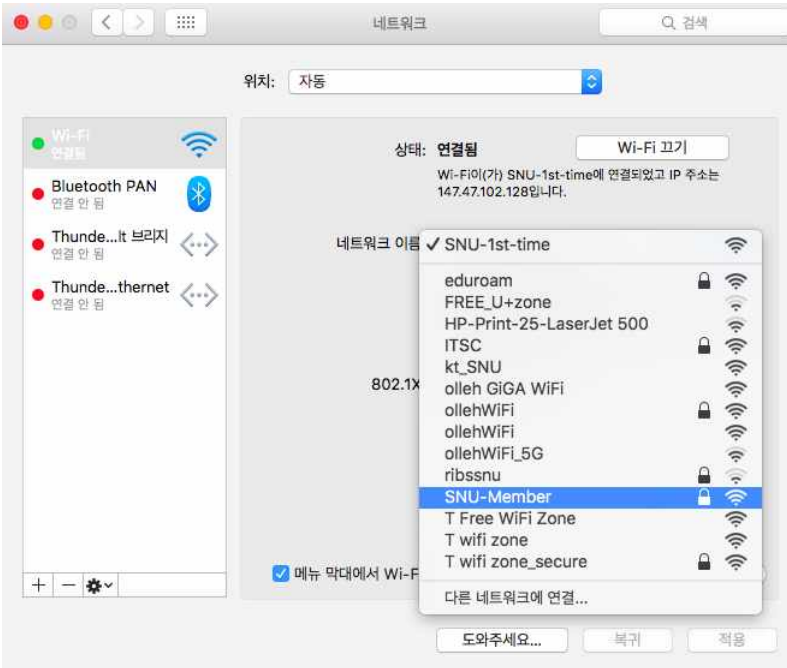 네트워크
검색
위치: 자동
Wi-Fi
연결됨
Bluetooth PAN
연결 안 됨
Thunde...lt 브리지
연결 안 됨
Thunde...thernet
연결 안 됨
상태: 연결됨
Wi-Fi 끄기
Wi-Fi이(가) SNU-1st-time에 연결되었고 IP 주소는
147.47.102.128입니다.
네트워크 이름
✓ SNU-1st-time
eduroam
FREE_U+zone
HP-Print-25-LaserJet 500
ITSC
kt_SNU
olleh GiGA WiFi
ollehWiFi
ollehWiFi
ollehWiFi_5G
ribssnu
SNU-Member
T Free WiFi Zone
T wifi zone
T wifi zone_secure
다른 네트워크에 연결...
802.1X
메뉴 막대에서 Wi-F
도와주세요...
복귀
적용